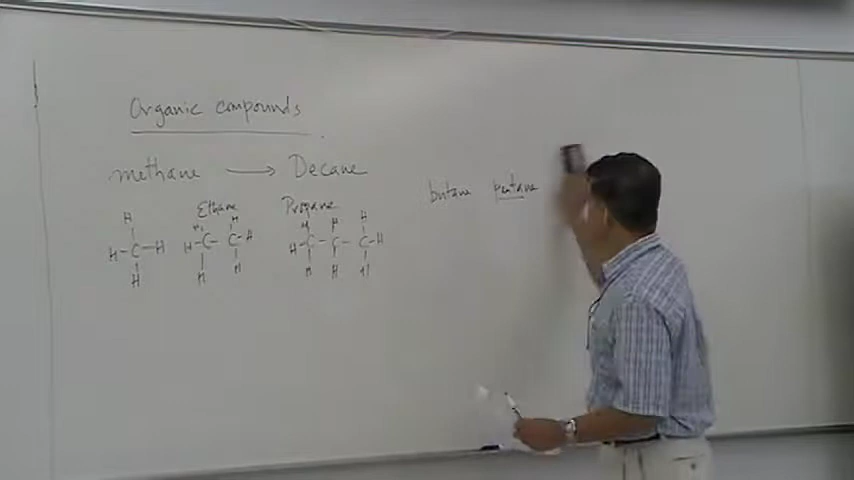 Organic compounds
methane → Decane
butane pentane
Ethane Propane
H H H H H
H-C-H H-C-C-H H-C-C-C-H
H H H H H H